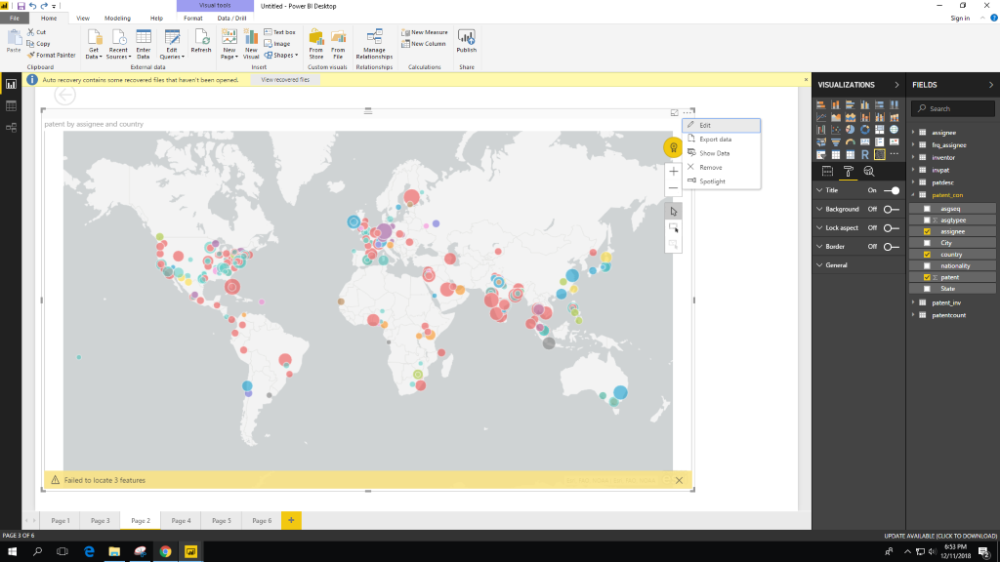 Visual tools
Untitled - Power BI Desktop
File
Home
View
Modeling
Help
Format
Data / Drill
Sign in
Paste
Cut
Copy
Format Painter
Clipboard
Get Data
Recent Sources
Enter Data
Edit Queries
External data
Refresh
New Page
New Visual
Text box
Image
Shapes
Insert
From Store
From File
Custom visuals
Manage Relationships
Relationships
New Measure
New Column
Calculations
Publish
Share
Auto recovery contains some recovered files that haven't been opened.
View recovered files
patent by assignee and country
Edit
Export data
Show Data
Remove
Spotlight
Failed to locate 3 features
VISUALIZATIONS
R
Title
On
Background
Off
Lock aspect
Off
Border
Off
General
FIELDS
Search
assignee
frq_assignee
inventor
invpat
patdesc
patent_con
asgseq
Σ asgtypee
assignee
City
country
nationality
Σ patent
State
patent_inv
patentcount
Page 1
Page 3
Page 2
Page 4
Page 5
Page 6
+
PAGE 3 OF 6
UPDATE AVAILABLE (CLICK TO DOWNLOAD)
6:53 PM
12/11/2018
2